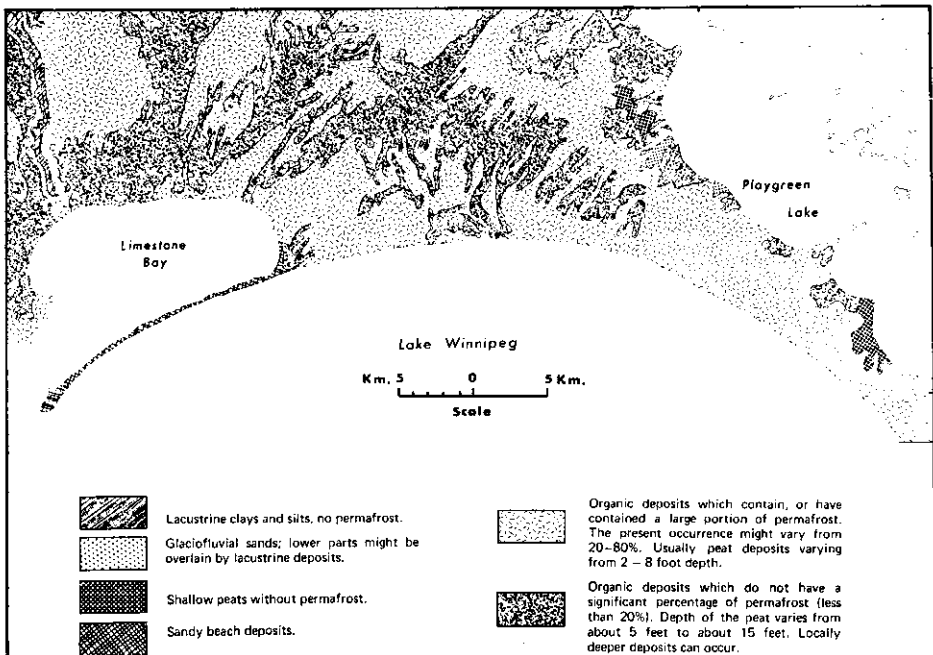 Playgreen
Lake
Limestone
Bay
Lake Winnipeg
Km. 5 0 5 Km.
Scale
Lacustrine clays and silts, no permafrost.
Glaciofluvial sands; lower parts might be
overlain by lacustrine deposits.
Shallow peats without permafrost.
Sandy beach deposits.
Organic deposits which contain, or have
contained a large portion of permafrost.
The present occurrence might vary from
20-80%. Usually peat deposits varying
from 2 – 8 foot depth.
Organic deposits which do not have a
significant percentage of permafrost (less
than 20%). Depth of the peat varies from
about 5 feet to about 15 feet. Locally
deeper deposits can occur.